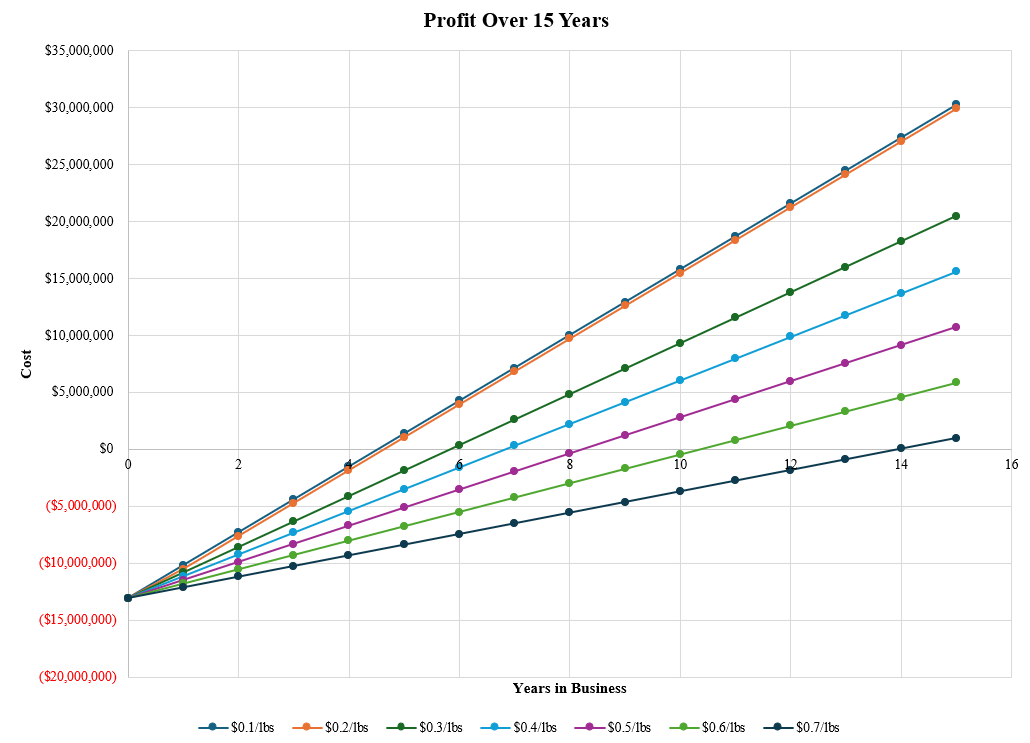 Profit Over 15 Years
$35,000,000
$30,000,000
$25,000,000
$20,000,000
$15,000,000
$10,000,000
$5,000,000
$0
($5,000,000)
($10,000,000)
($15,000,000)
($20,000,000)
Cost
0 2 4 6 8 10 12 14 16
Years in Business
$0.1/lbs $0.2/lbs $0.3/lbs $0.4/lbs $0.5/lbs $0.6/lbs $0.7/lbs